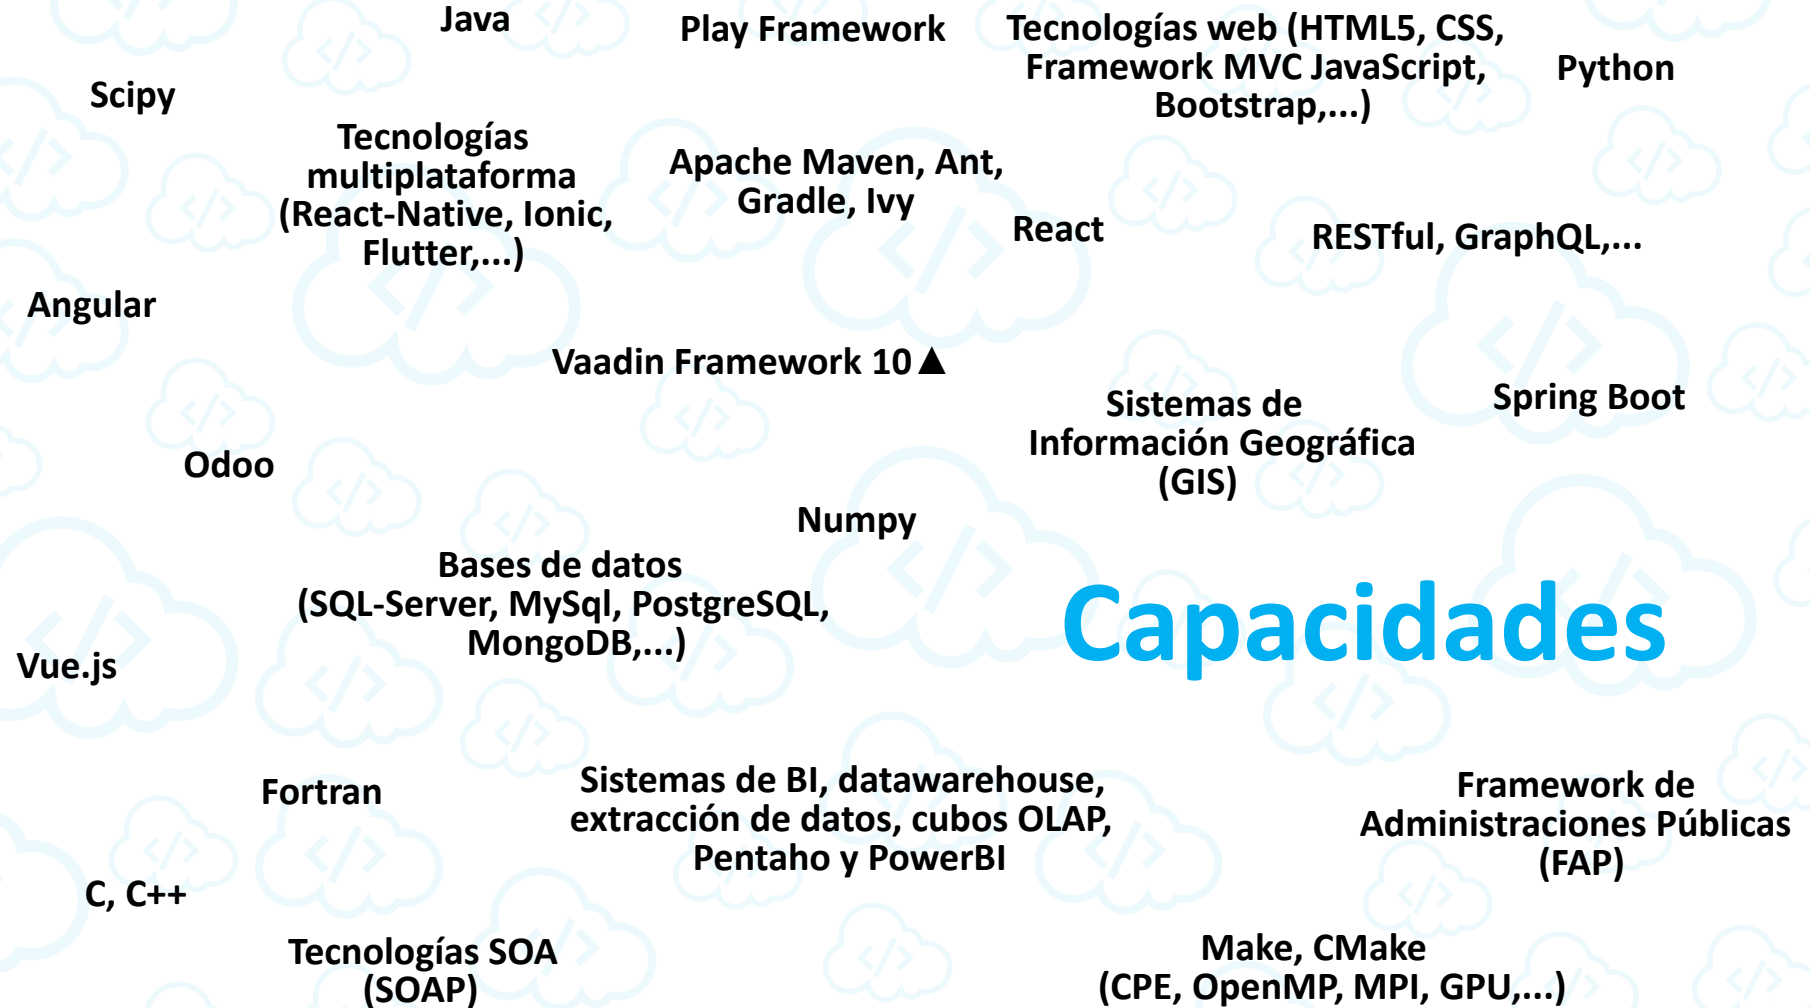 Java
Play Framework
Tecnologías web (HTML5, CSS,
Framework MVC JavaScript,
Bootstrap,...)
Python
Scipy
Tecnologías
multiplataforma
(React-Native, Ionic,
Flutter,...)
Apache Maven, Ant,
Gradle, Ivy
React
RESTful, GraphQL,...
Angular
Vaadin Framework 10▲
Sistemas de
Información Geográfica
(GIS)
Spring Boot
Odoo
Numpy
Bases de datos
(SQL-Server, MySql, PostgreSQL,
MongoDB,...)
Capacidades
Vue.js
Fortran
Sistemas de BI, datawarehouse,
extracción de datos, cubos OLAP,
Pentaho y PowerBI
Framework de
Administraciones Públicas
(FAP)
C, C++
Tecnologías SOA
(SOAP)
Make, CMake
(CPE, OpenMP, MPI, GPU,...)